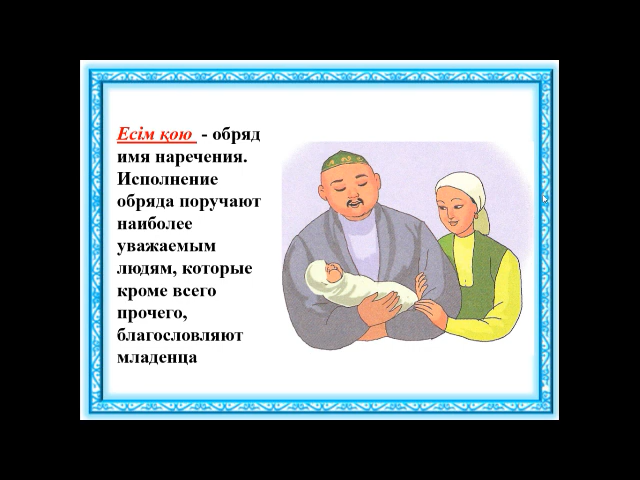 Есім қою - обряд
имя наречения.
Исполнение
обряда поручают
наиболее
уважаемым
людям, которые
кроме всего
прочего,
благословляют
младенца